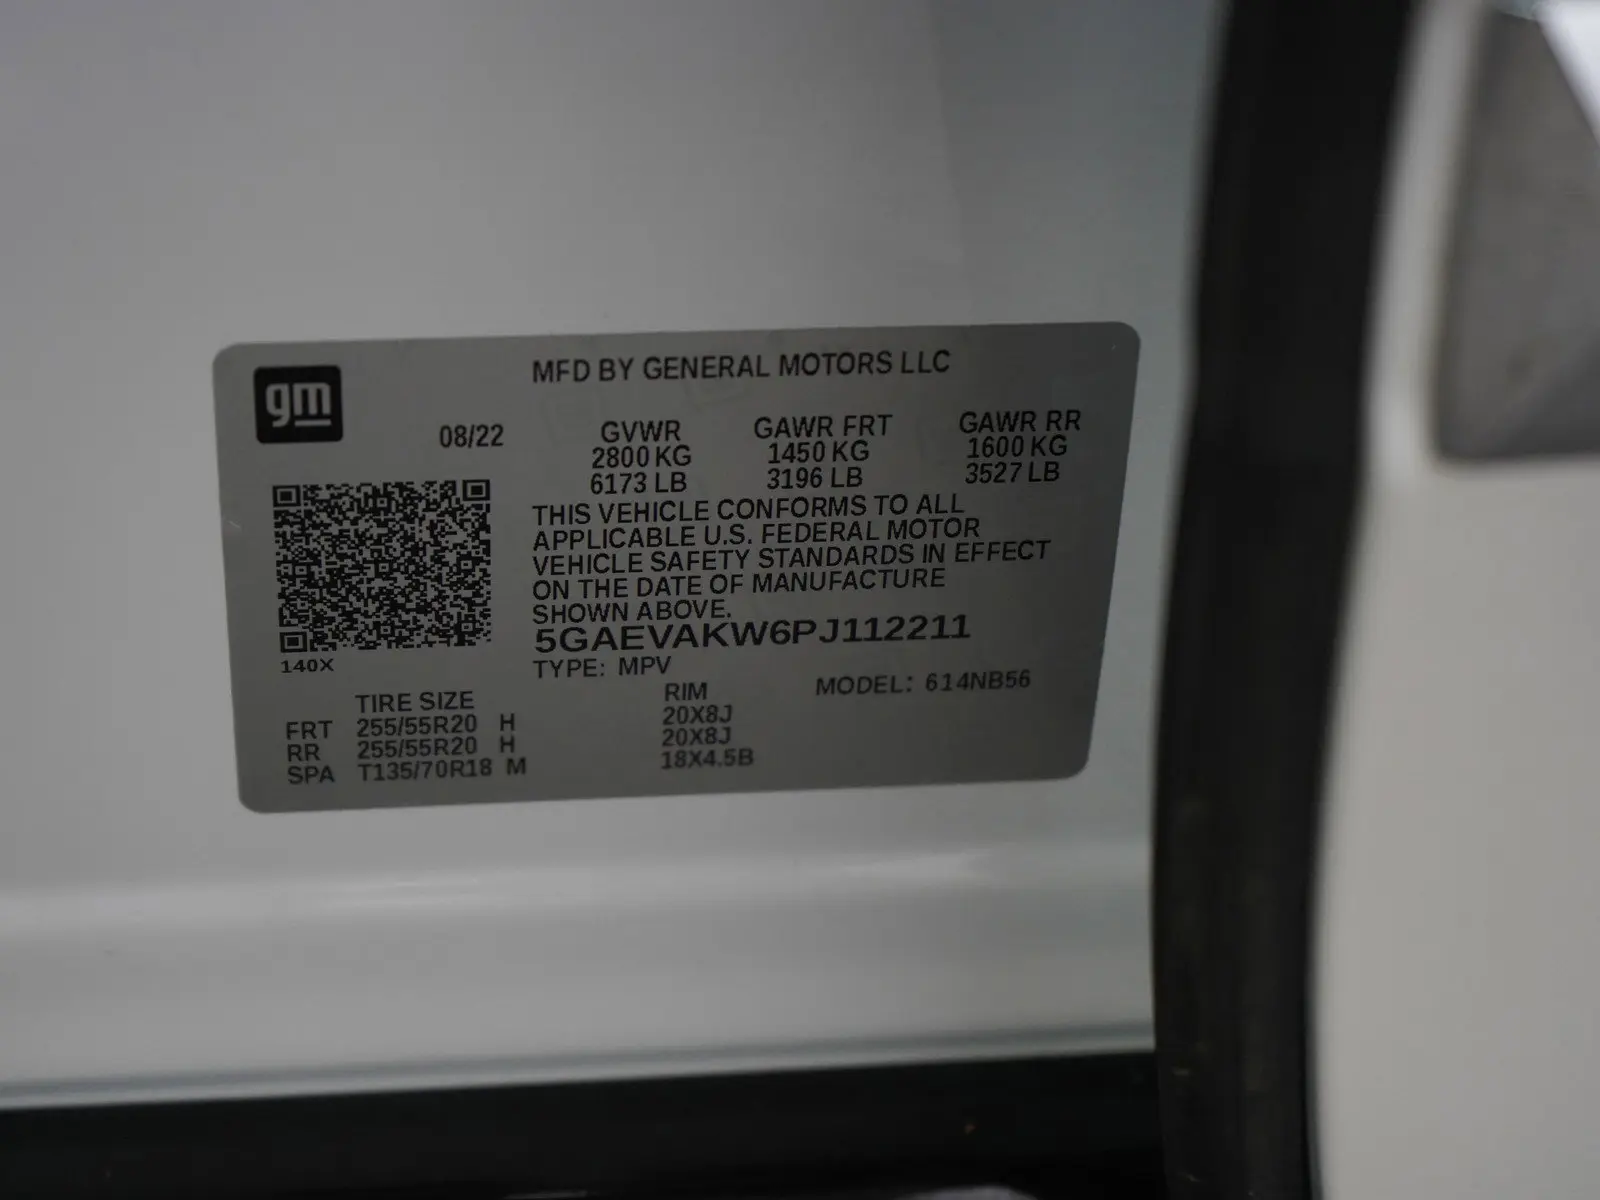 gm
MFD BY GENERAL MOTORS LLC
08/22
GVWR GAWR FRT GAWR RR
2800 KG 1450 KG 1600 KG
6173 LB 3196 LB 3527 LB
THIS VEHICLE CONFORMS TO ALL
APPLICABLE U.S. FEDERAL MOTOR
VEHICLE SAFETY STANDARDS IN EFFECT
ON THE DATE OF MANUFACTURE
SHOWN ABOVE.
5GAEVAKW6PJ112211
140X
TYPE: MPV
MODEL: 614NB56
TIRE SIZE RIM
FRT 255/55R20 H 20X8J
RR 255/55R20 H 20X8J
SPA T135/70R18 M 18X4.5B